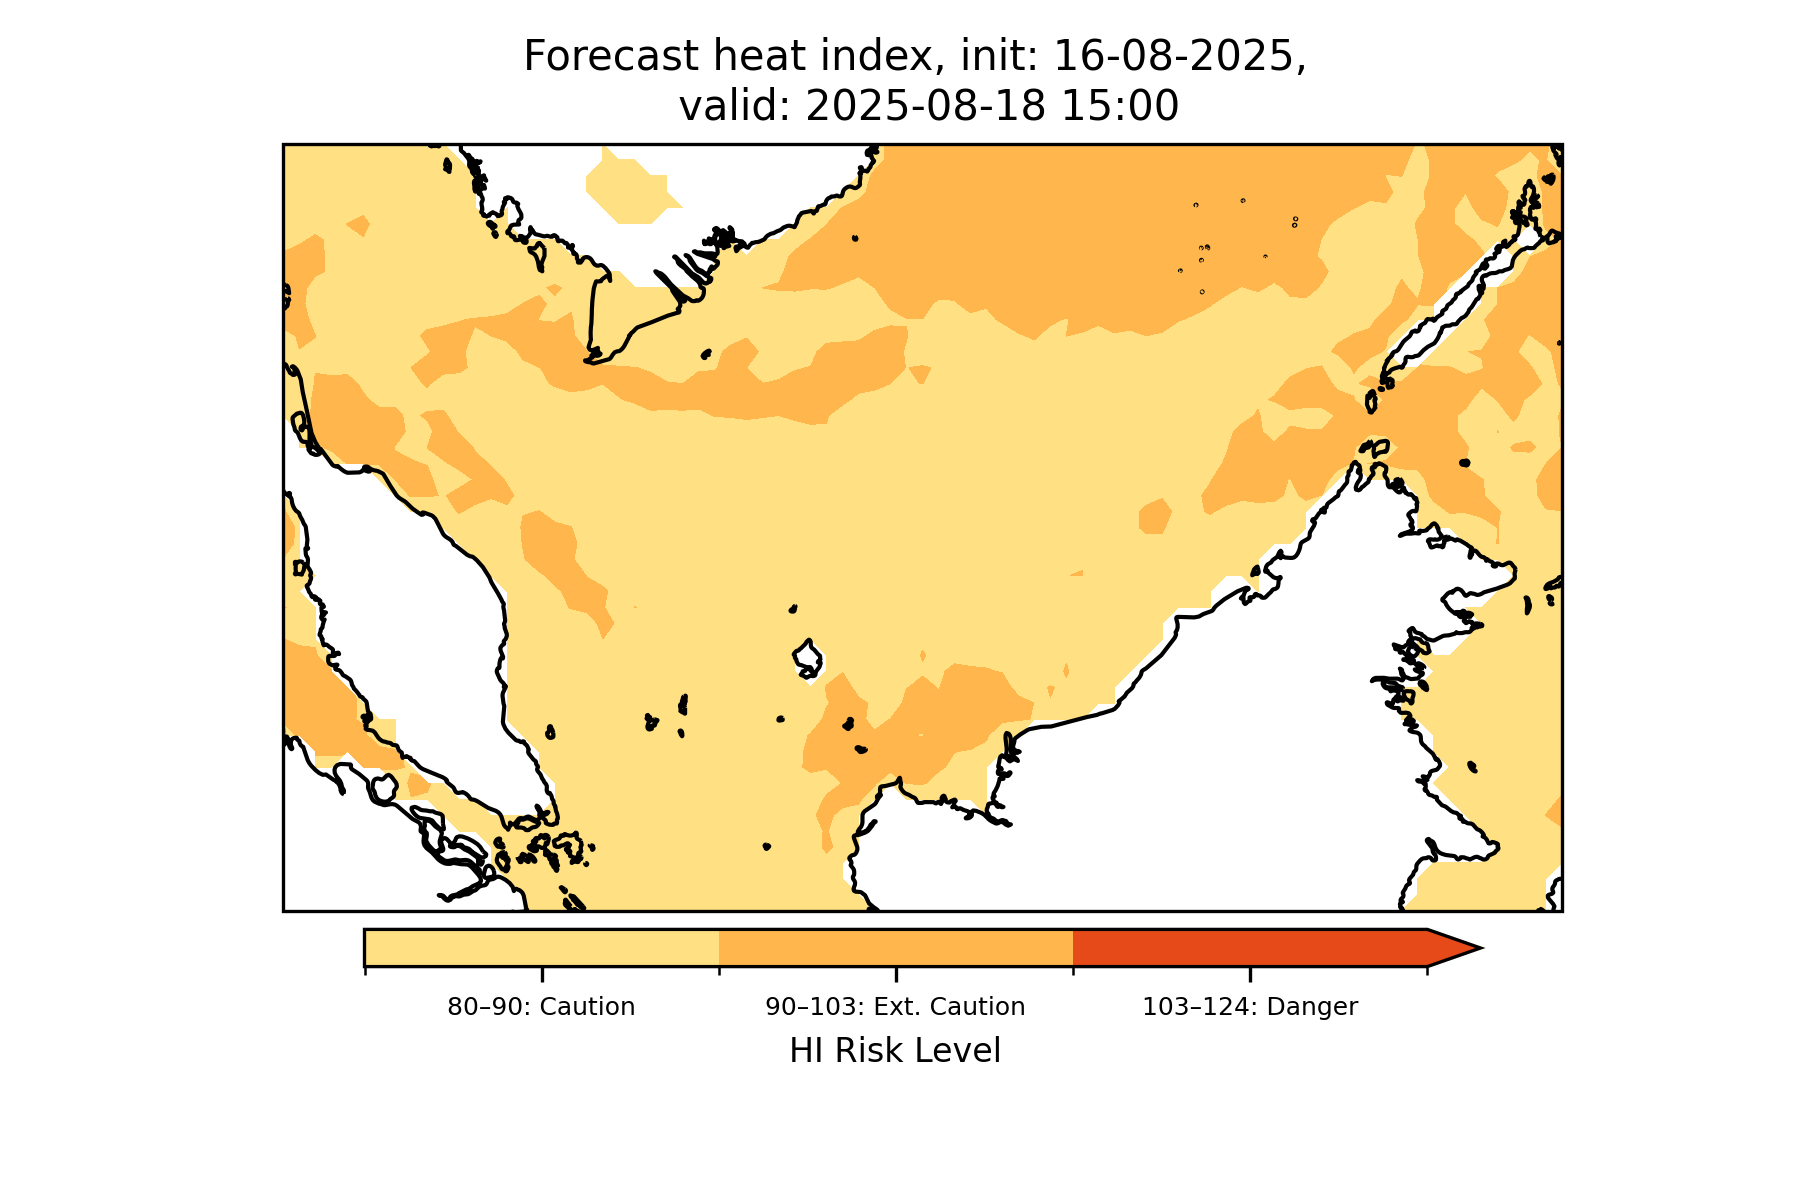 Forecast heat index, init: 16-08-2025,
valid: 2025-08-18 15:00
80–90: Caution
90–103: Ext. Caution
103–124: Danger
HI Risk Level